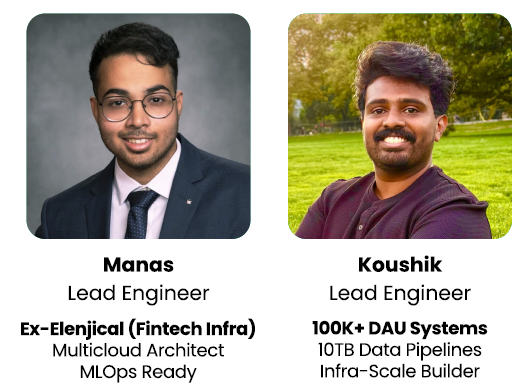 Manas
Lead Engineer
Ex-Elenjical (Fintech Infra)
Multicloud Architect
MLOps Ready
Koushik
Lead Engineer
100K+ DAU Systems
10TB Data Pipelines
Infra-Scale Builder